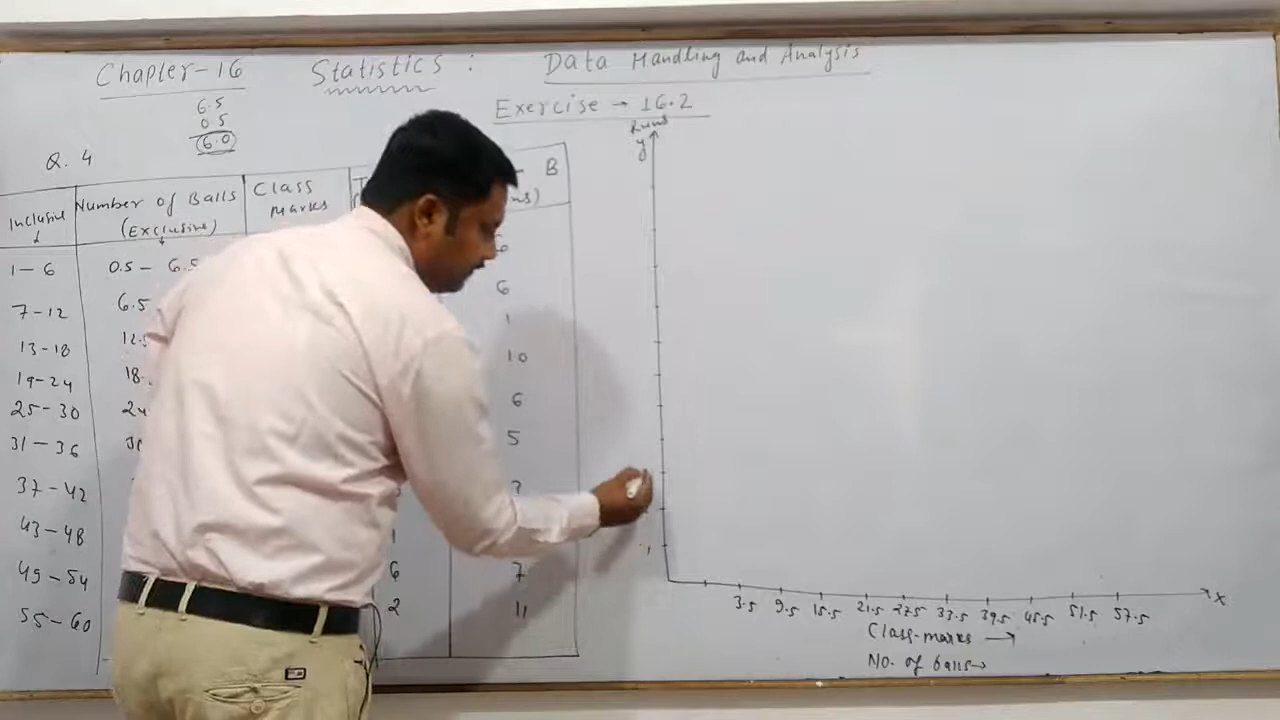 Chapter-16 Statistics : Data Handling and Analysis
6.5
0.5
(6.0)
Exercise → 16.2
Q. 4
Inclusive
Number of Balls
(Exclusive)
Class
Marks
B
ns)
1 – 6 0.5 – 6.5 6
7-12 6.5 6
13-18 12.5 1
19-24 18. 10
25-30 24 6
31-36 5
37-42
43-48 1
49-54 6 7
55-60 2 11
Runs
y
3.5 9.5 15.5 21.5 27.5 33.5 39.5 45.5 51.5 57.5 x
Class-marks →
No. of balls→